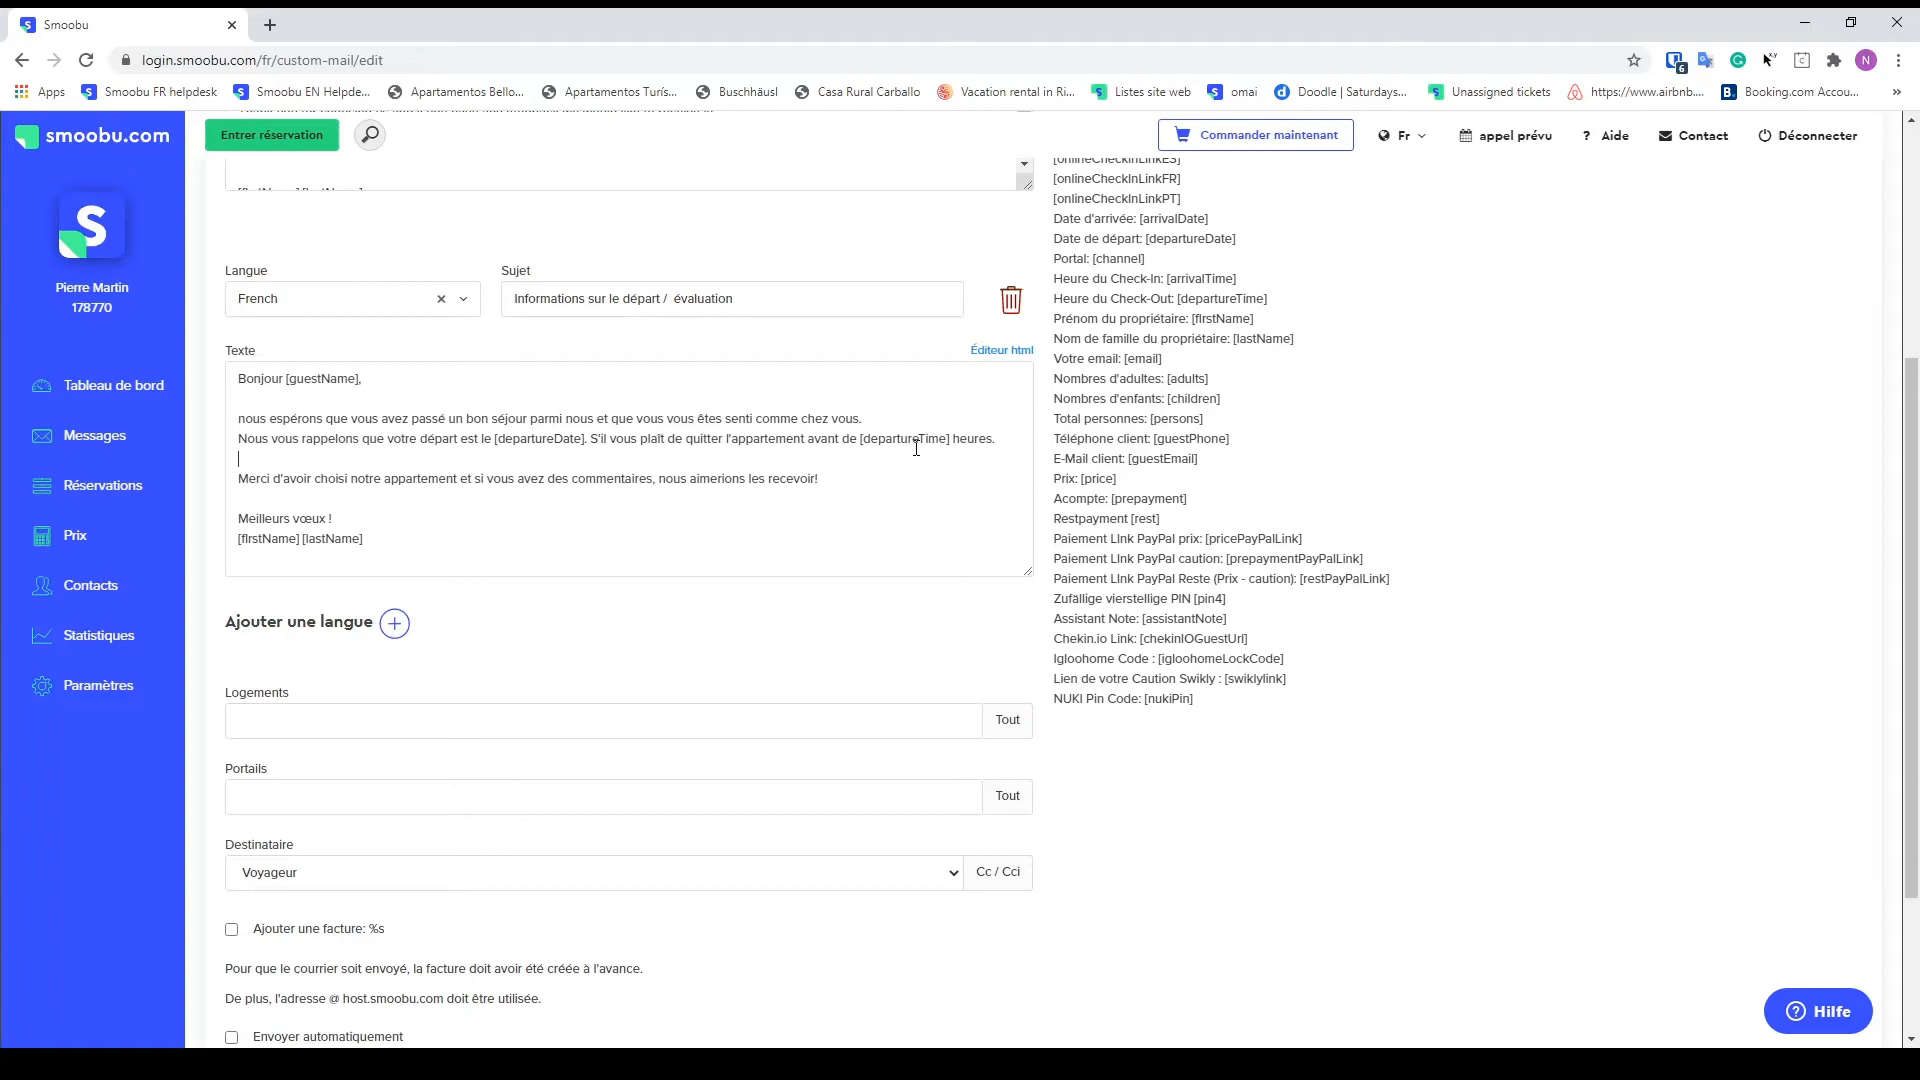 Smoobu
login.smoobu.com/fr/custom-mail/edit
6
N
Apps
Smoobu FR helpdesk
Smoobu EN Helpde...
Apartamentos Bello...
Apartamentos Turís...
Buschhäusl
Casa Rural Carballo
Vacation rental in Ri...
Listes site web
omai
Doodle | Saturdays...
Unassigned tickets
https://www.airbnb....
Booking.com Accou...
»
smoobu.com
Entrer réservation
Commander maintenant
Fr
appel prévu
? Aide
Contact
Déconnecter
S
Pierre Martin
178770
Tableau de bord
Messages
Réservations
Prix
Contacts
Statistiques
Paramètres
Langue
French
Sujet
Informations sur le départ / évaluation
Texte
Éditeur html
Bonjour [guestName],
nous espérons que vous avez passé un bon séjour parmi nous et que vous vous êtes senti comme chez vous.
Nous vous rappelons que votre départ est le [departureDate]. S'il vous plaît de quitter l'appartement avant de [departureTime] heures.
Merci d'avoir choisi notre appartement et si vous avez des commentaires, nous aimerions les recevoir!
Meilleurs vœux !
[firstName] [lastName]
Ajouter une langue
Logements
Tout
Portails
Tout
Destinataire
Voyageur
Cc / Cci
Ajouter une facture: %s
Pour que le courrier soit envoyé, la facture doit avoir été créée à l'avance.
De plus, l'adresse @ host.smoobu.com doit être utilisée.
Envoyer automatiquement
[onlineCheckInLinkES]
[onlineCheckInLinkFR]
[onlineCheckInLinkPT]
Date d'arrivée: [arrivalDate]
Date de départ: [departureDate]
Portal: [channel]
Heure du Check-In: [arrivalTime]
Heure du Check-Out: [departureTime]
Prénom du propriétaire: [firstName]
Nom de famille du propriétaire: [lastName]
Votre email: [email]
Nombres d'adultes: [adults]
Nombres d'enfants: [children]
Total personnes: [persons]
Téléphone client: [guestPhone]
E-Mail client: [guestEmail]
Prix: [price]
Acompte: [prepayment]
Restpayment [rest]
Paiement LInk PayPal prix: [pricePayPalLink]
Paiement LInk PayPal caution: [prepaymentPayPalLink]
Paiement LInk PayPal Reste (Prix - caution): [restPayPalLink]
Zufällige vierstellige PIN [pin4]
Assistant Note: [assistantNote]
Chekin.io Link: [chekinIOGuestUrl]
Igloohome Code : [igloohomeLockCode]
Lien de votre Caution Swikly : [swiklylink]
NUKI Pin Code: [nukiPin]
Hilfe